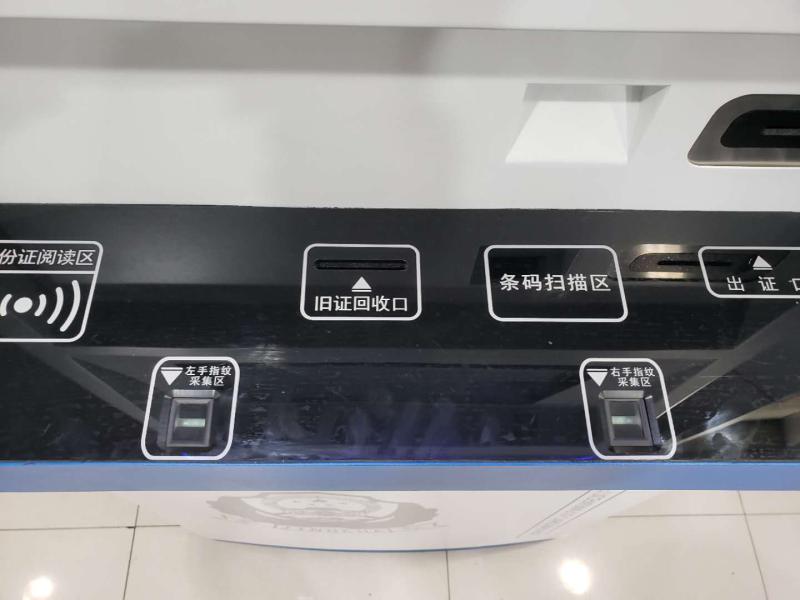 份证阅读区
旧证回收口
条码扫描区
出证口
左手指纹
采集区
右手指纹
采集区